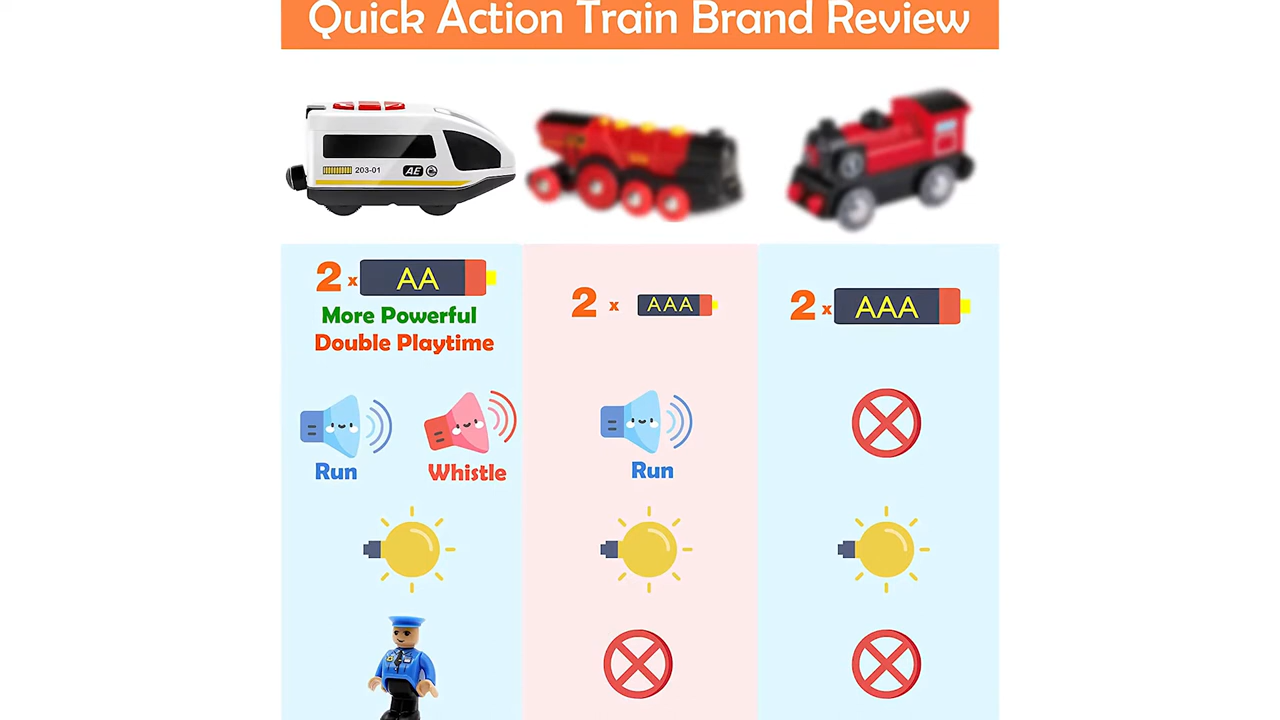 Quick Action Train Brand Review
203-01 AE
2 x AA
More Powerful
Double Playtime
2 x AAA
2 x AAA
Run
Whistle
Run